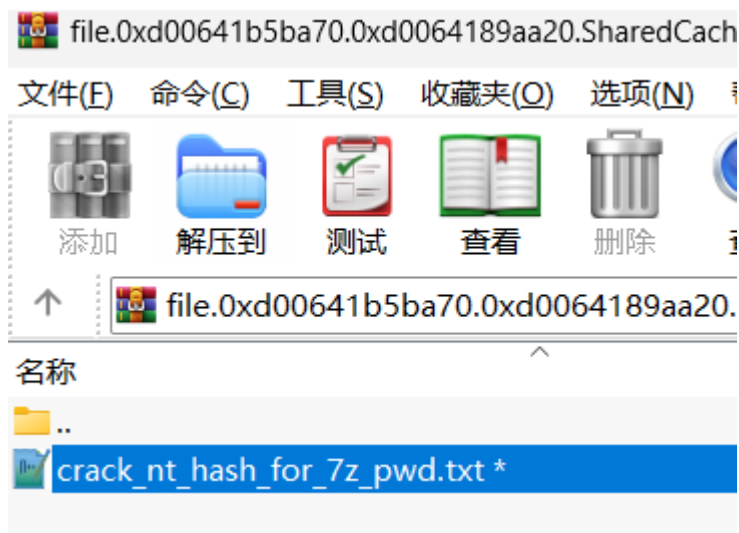 file.0xd00641b5ba70.0xd0064189aa20.SharedCach
文件(F) 命令(C) 工具(S) 收藏夹(O) 选项(N)
添加 解压到 测试 查看 删除
file.0xd00641b5ba70.0xd0064189aa20.
名称
..
crack_nt_hash_for_7z_pwd.txt *